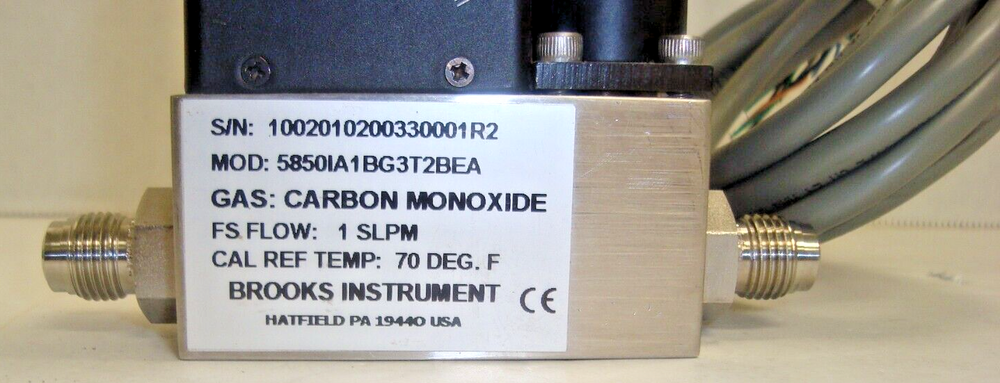 S/N: 1002010200330001R2
MOD: 5850IA1BG3T2BEA
GAS: CARBON MONOXIDE
FS FLOW: 1 SLPM
CAL REF TEMP: 70 DEG. F
BROOKS INSTRUMENT CE
HATFIELD PA 19440 USA